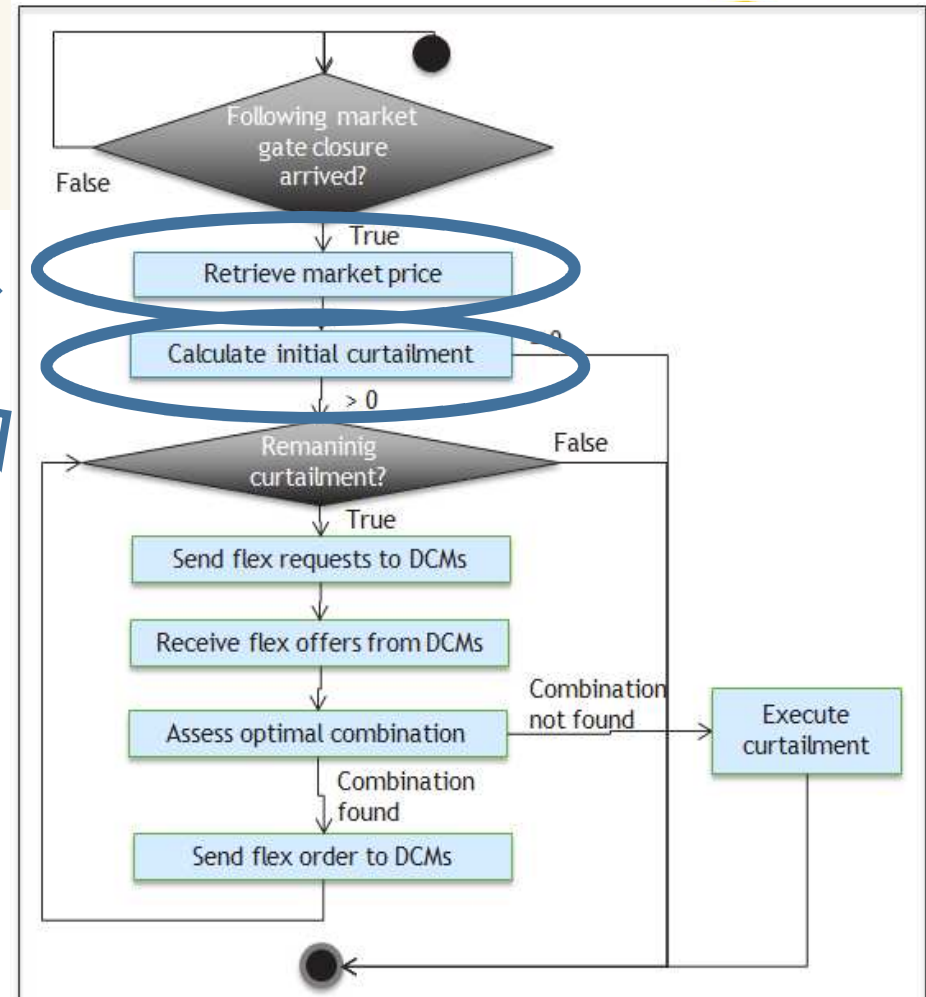 Following market
gate closure
arrived?
False
True
Retrieve market price
Calculate initial curtailment
> 0
Remaninig
curtailment?
False
True
Send flex requests to DCMs
Receive flex offers from DCMs
Combination
not found
Assess optimal combination
Execute
curtailment
Combination
found
Send flex order to DCMs